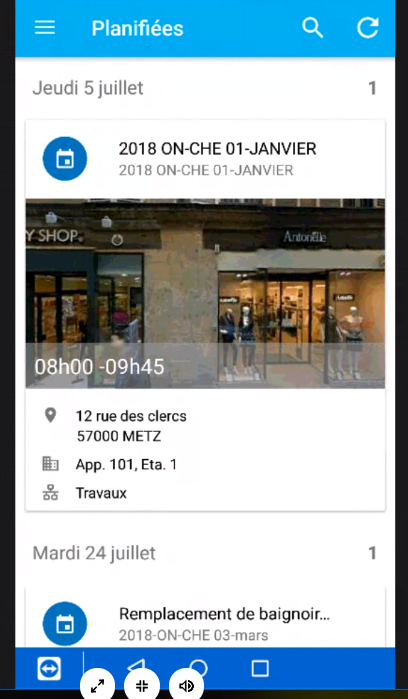 Planifiées
Jeudi 5 juillet 1
2018 ON-CHE 01-JANVIER
2018 ON-CHE 01-JANVIER
Y SHOP.
Antonelle
08h00 -09h45
12 rue des clercs
57000 METZ
App. 101, Eta. 1
Travaux
Mardi 24 juillet 1
Remplacement de baignoir...
2018-ON-CHE 03-mars